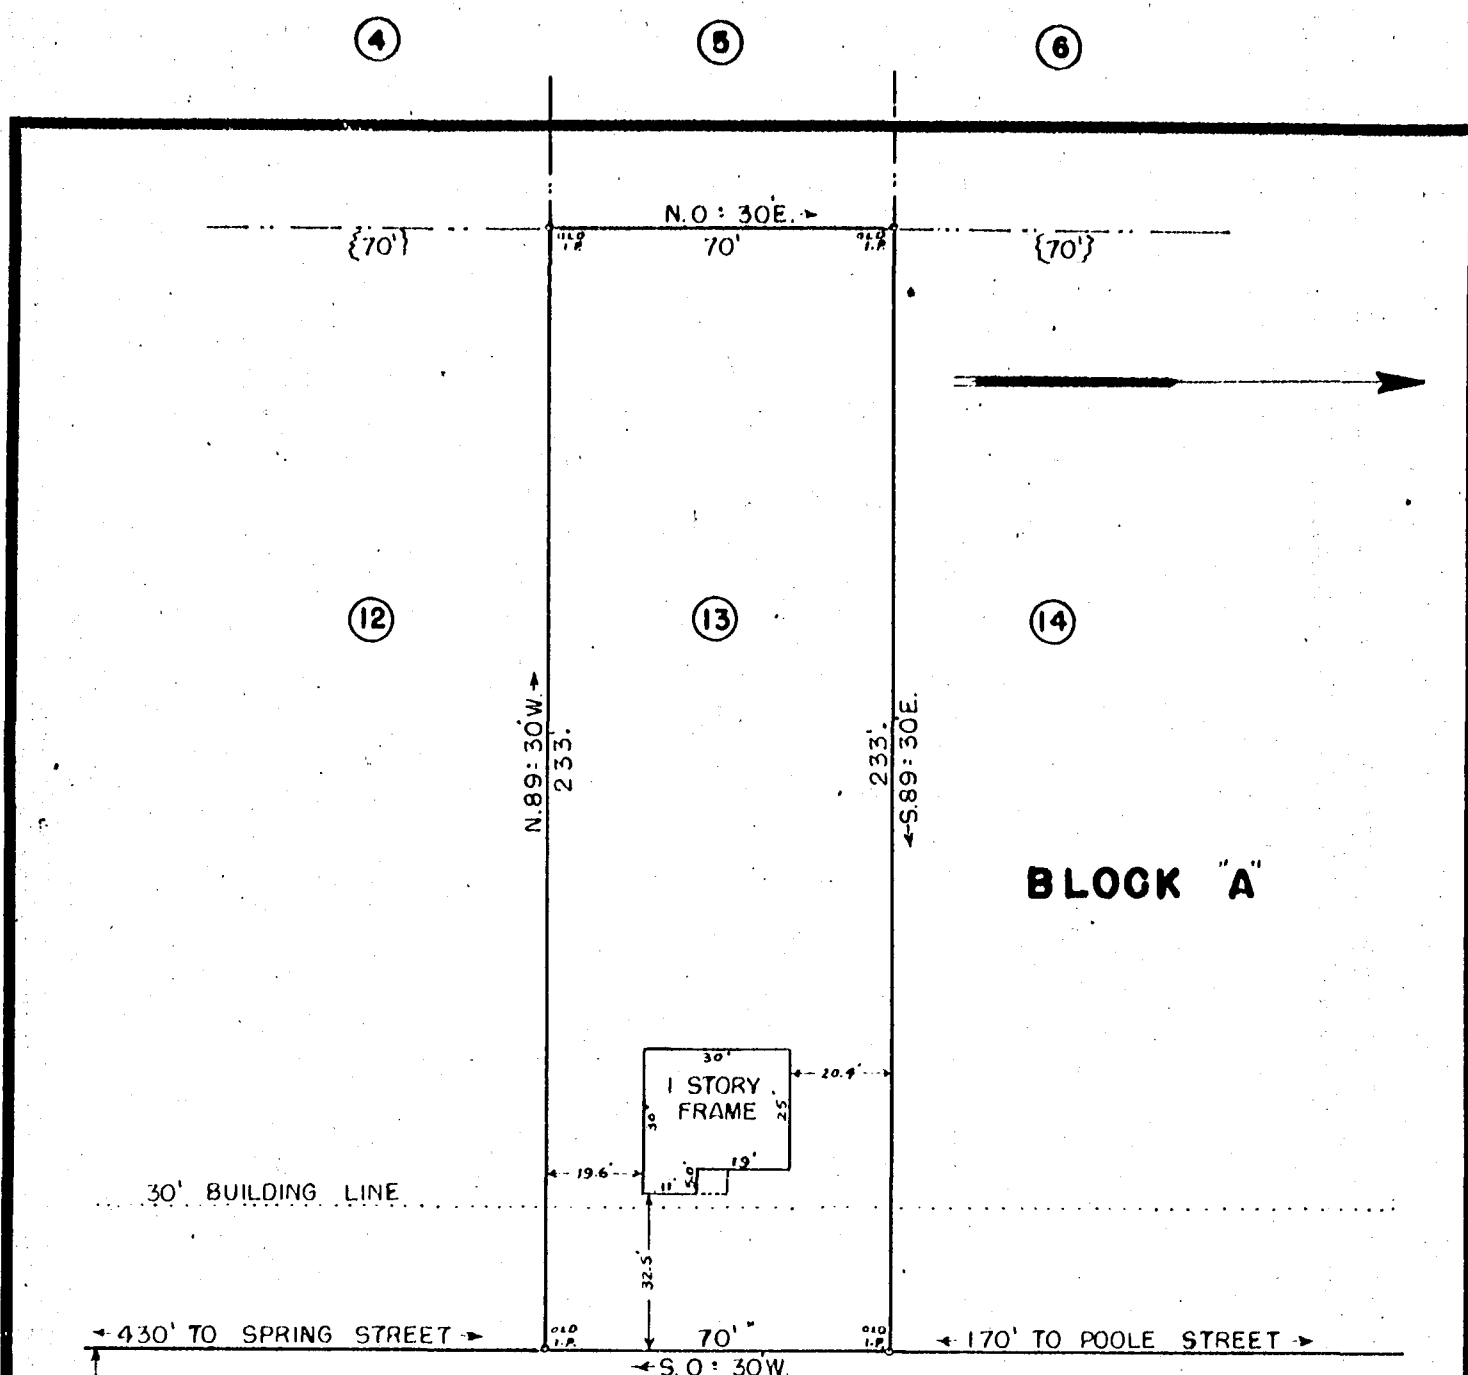 4
5
6
N.0:30'E.
{70'}
OLD
I.P.
70'
OLD
I.P.
{70'}
12
13
14
N.89:30'W.
233.
233'.
S.89:30'E.
BLOCK "A"
30'
1 STORY
FRAME
30'
25'
20.4'
19.6'
19'
11'
5.0'
30' BUILDING LINE
32.5'
430' TO SPRING STREET
OLD
I.P.
70'
OLD
I.P.
170' TO POOLE STREET
S.0:30W.